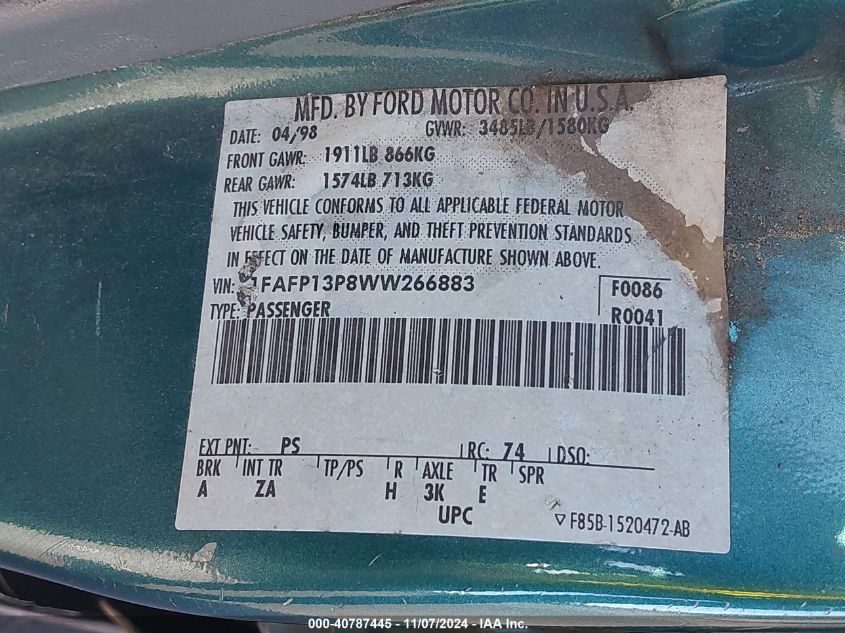 MFD. BY FORD MOTOR CO. IN U.S.A.
DATE: 04/98 GVWR: 3485LB/1580KG
FRONT GAWR: 1911LB 866KG
REAR GAWR: 1574LB 713KG
THIS VEHICLE CONFORMS TO ALL APPLICABLE FEDERAL MOTOR
VEHICLE SAFETY, BUMPER, AND THEFT PREVENTION STANDARDS
IN EFFECT ON THE DATE OF MANUFACTURE SHOWN ABOVE.
VIN: 1FAFP13P8WW266883 F0086
TYPE: PASSENGER R0041
EXT PNT: PS RC: 74 DSO:
BRK INT TR TP/PS R AXLE TR SPR
A ZA H 3K E
UPC ▽F85B-1520472-AB
000-40787445 - 11/07/2024 - IAA Inc.